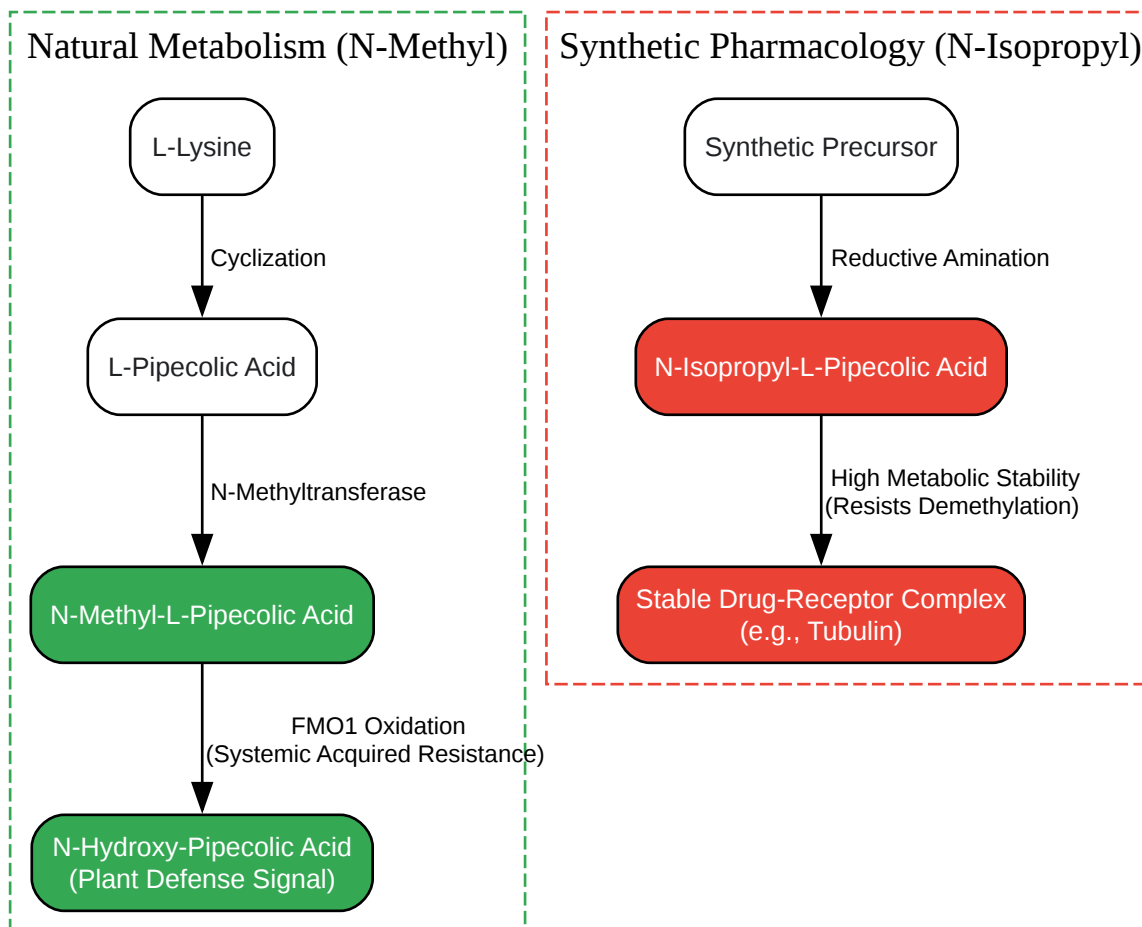 Natural Metabolism (N-Methyl)
L-Lysine
Cyclization
L-Pipecolic Acid
N-Methyltransferase
N-Methyl-L-Pipecolic Acid
FMO1 Oxidation
(Systemic Acquired Resistance)
N-Hydroxy-Pipecolic Acid
(Plant Defense Signal)
Synthetic Pharmacology (N-Isopropyl)
Synthetic Precursor
Reductive Amination
N-Isopropyl-L-Pipecolic Acid
High Metabolic Stability
(Resists Demethylation)
Stable Drug-Receptor Complex
(e.g., Tubulin)